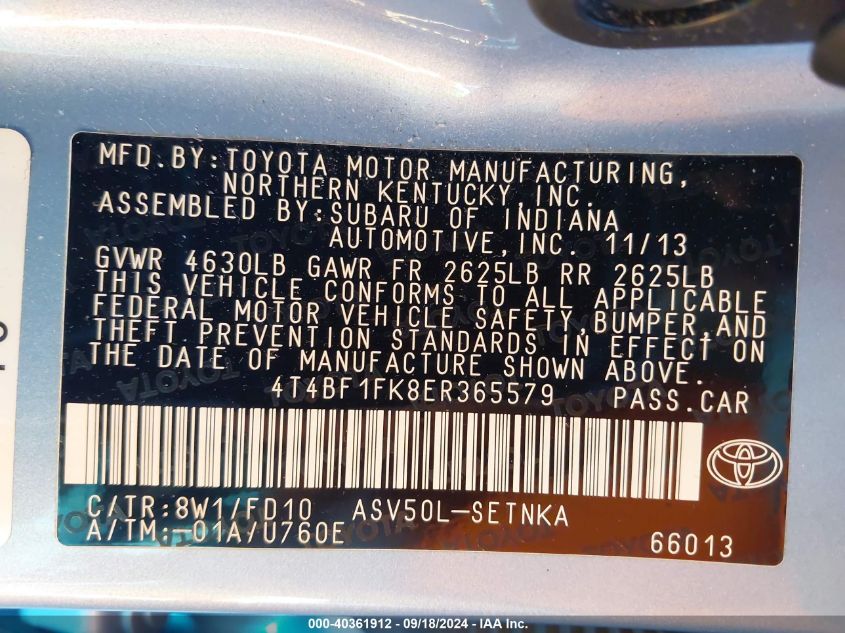 MFD.BY:TOYOTA MOTOR MANUFACTURING,
NORTHERN KENTUCKY,INC.
ASSEMBLED BY:SUBARU OF INDIANA
AUTOMOTIVE,INC. 11/13
GVWR 4630LB GAWR FR 2625LB RR 2625LB
THIS VEHICLE CONFORMS TO ALL APPLICABLE
FEDERAL MOTOR VEHICLE SAFETY,BUMPER,AND
THEFT PREVENTION STANDARDS IN EFFECT ON
THE DATE OF MANUFACTURE SHOWN ABOVE.
4T4BF1FK8ER365579 PASS.CAR
C/TR:8W1/FD10 ASV50L-SETNKA
A/TM:-01A/U760E
66013
000-40361912 - 09/18/2024 - IAA Inc.